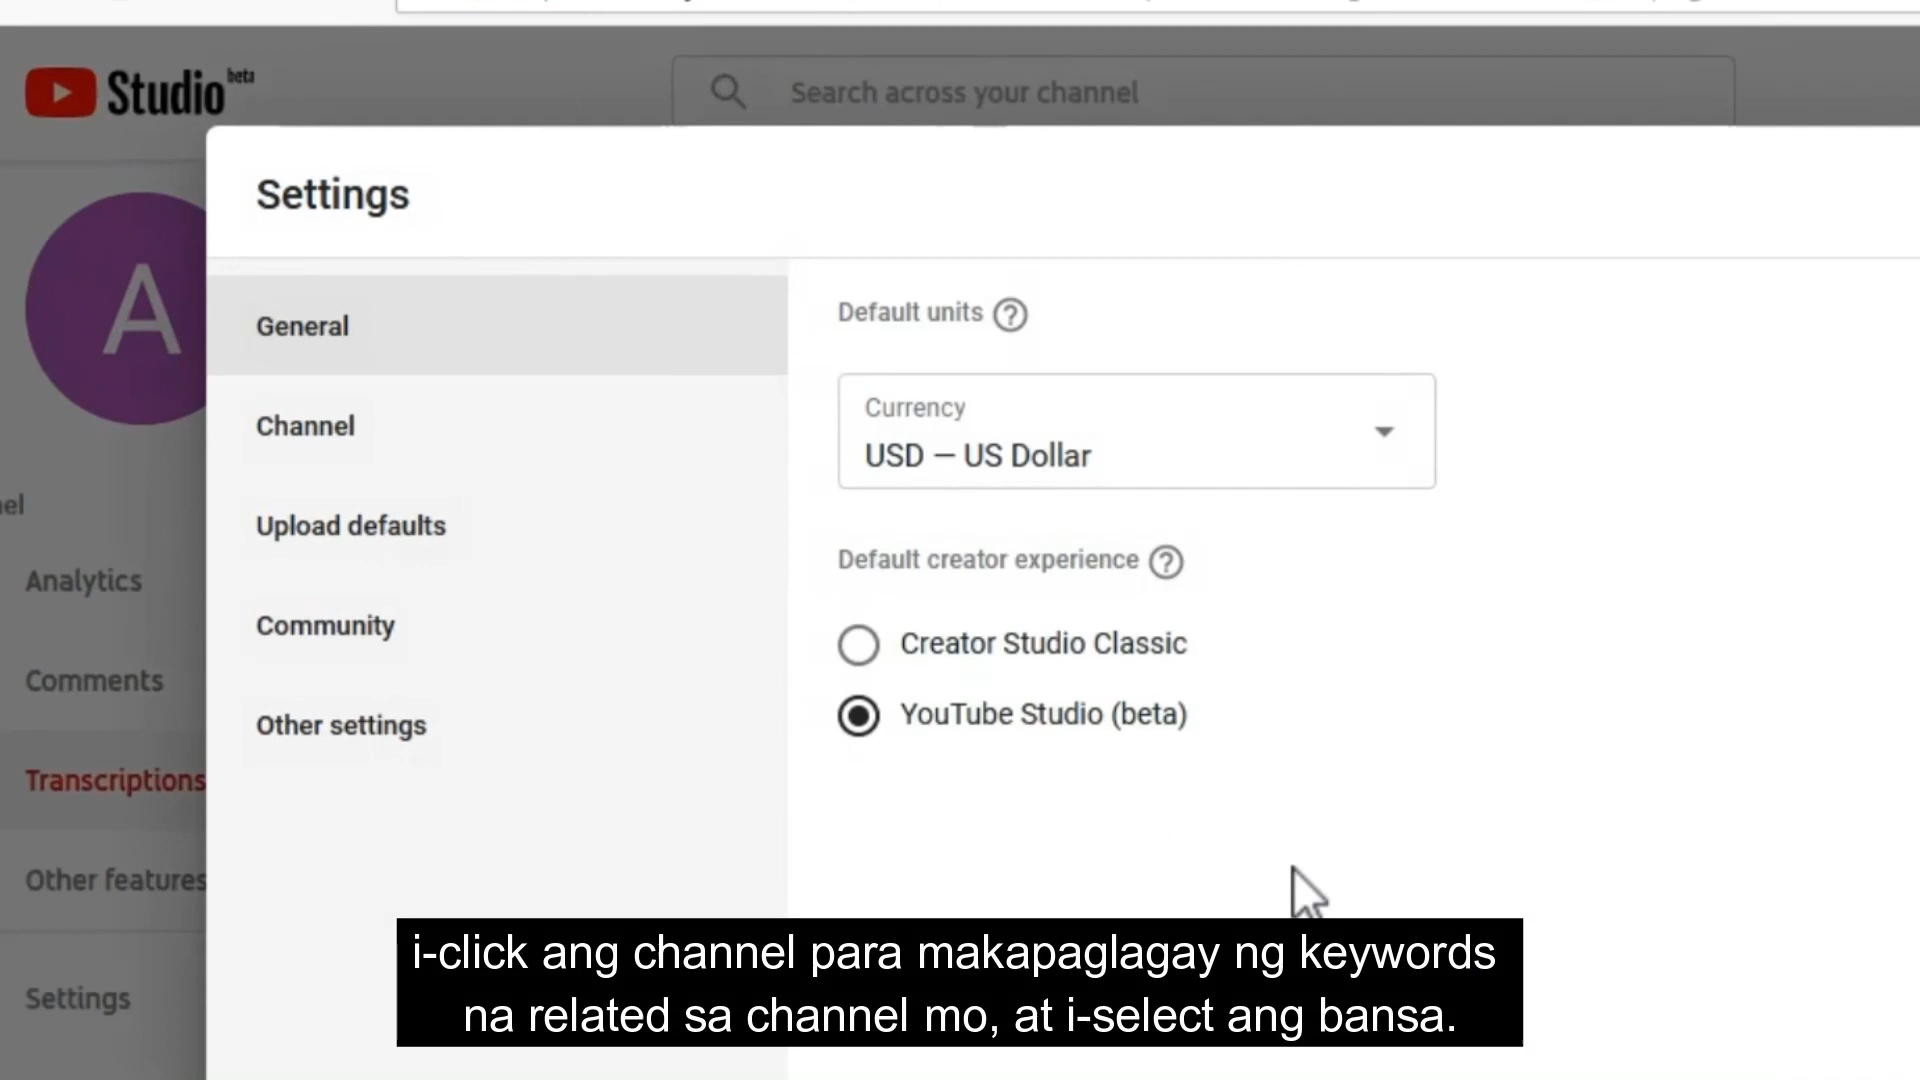 Studio beta
Search across your channel
Settings
A
General
Default units
Currency
USD — US Dollar
Channel
Upload defaults
Default creator experience
Analytics
Community
Creator Studio Classic
Comments
YouTube Studio (beta)
Other settings
Transcriptions
Other features
i-click ang channel para makapaglagay ng keywords
na related sa channel mo, at i-select ang bansa.
Settings